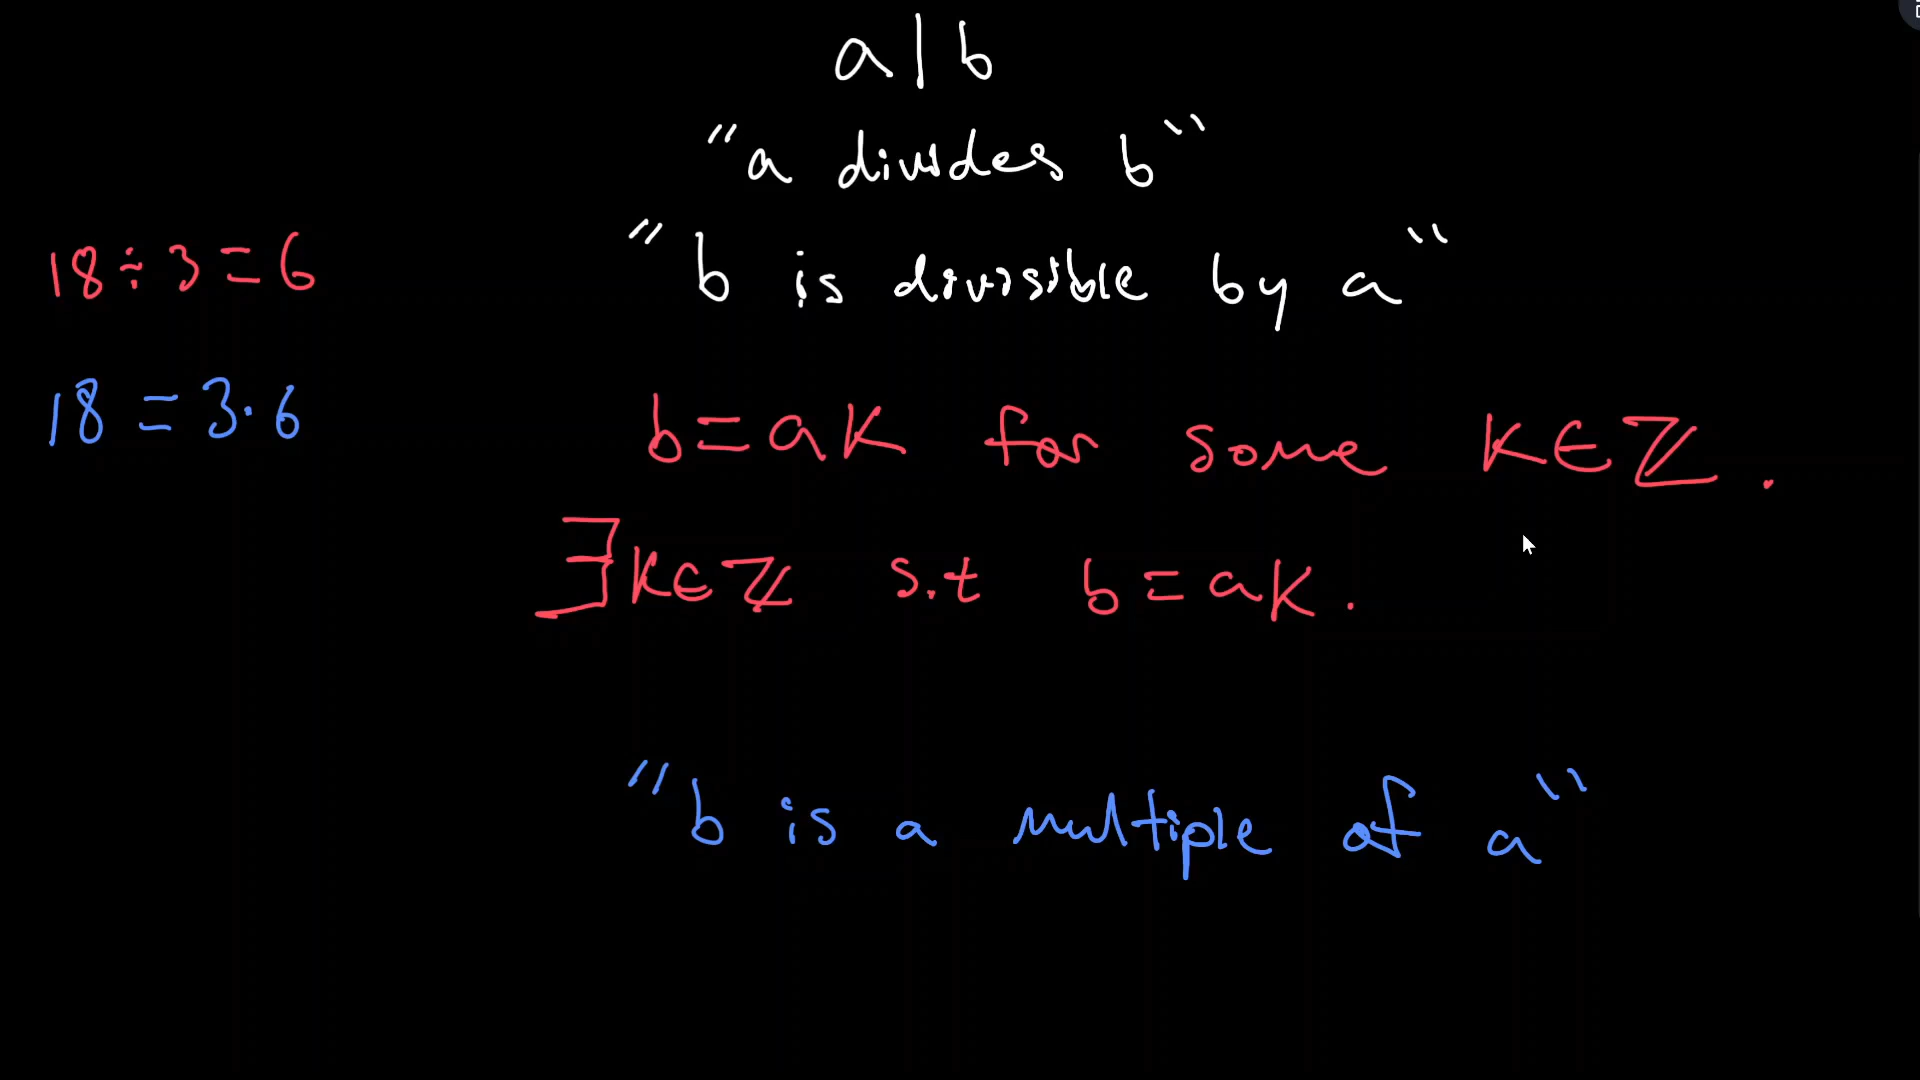 a | b
"a divides b"
"b is divisible by a"
18 ÷ 3 = 6
18 = 3 · 6
b = ak for some k ∈ ℤ.
∃ k ∈ ℤ s.t b = ak.
"b is a multiple of a"